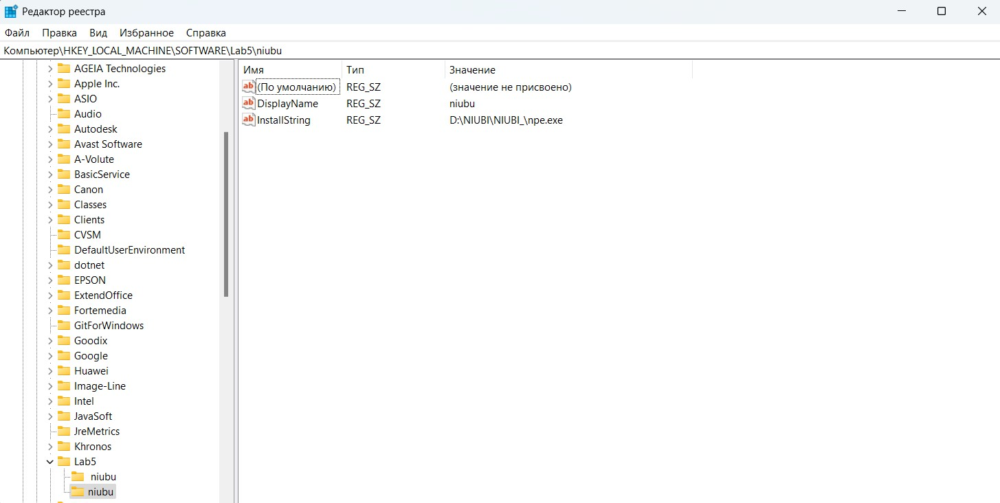 Редактор реестра
Файл Правка Вид Избранное Справка
Компьютер\HKEY_LOCAL_MACHINE\SOFTWARE\Lab5\niubu
AGEIA Technologies
Apple Inc.
ASIO
Audio
Autodesk
Avast Software
A-Volute
BasicService
Canon
Classes
Clients
CVSM
DefaultUserEnvironment
dotnet
EPSON
ExtendOffice
Fortemedia
GitForWindows
Goodix
Google
Huawei
Image-Line
Intel
JavaSoft
JreMetrics
Khronos
Lab5
niubu
niubu
Имя Тип Значение
(По умолчанию) REG_SZ (значение не присвоено)
DisplayName REG_SZ niubu
InstallString REG_SZ D:\NIUBI\NIUBI_\npe.exe